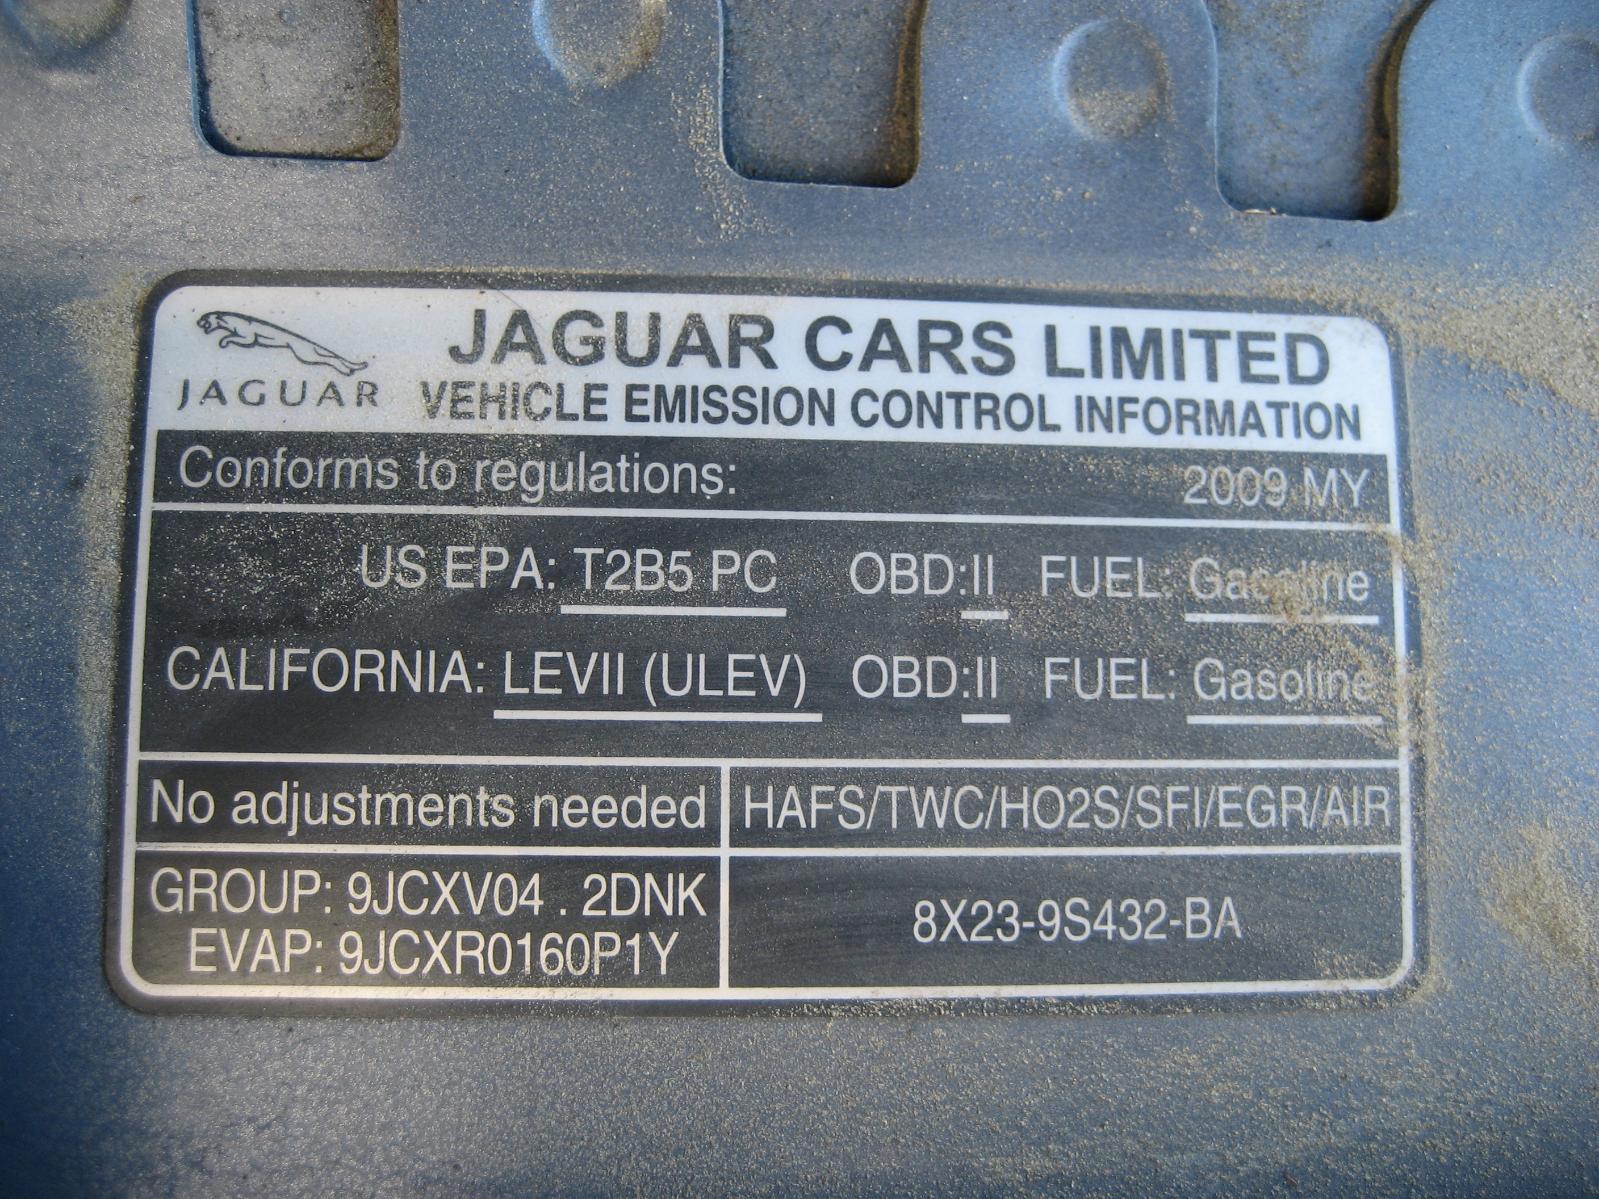 JAGUAR
JAGUAR CARS LIMITED
VEHICLE EMISSION CONTROL INFORMATION
Conforms to regulations: 2009 MY
US EPA: T2B5 PC OBD:II FUEL: Gasoline
CALIFORNIA: LEVII (ULEV) OBD:II FUEL: Gasoline
No adjustments needed HAFS/TWC/HO2S/SFI/EGR/AIR
GROUP: 9JCXV04 . 2DNK
EVAP: 9JCXR0160P1Y
8X23-9S432-BA